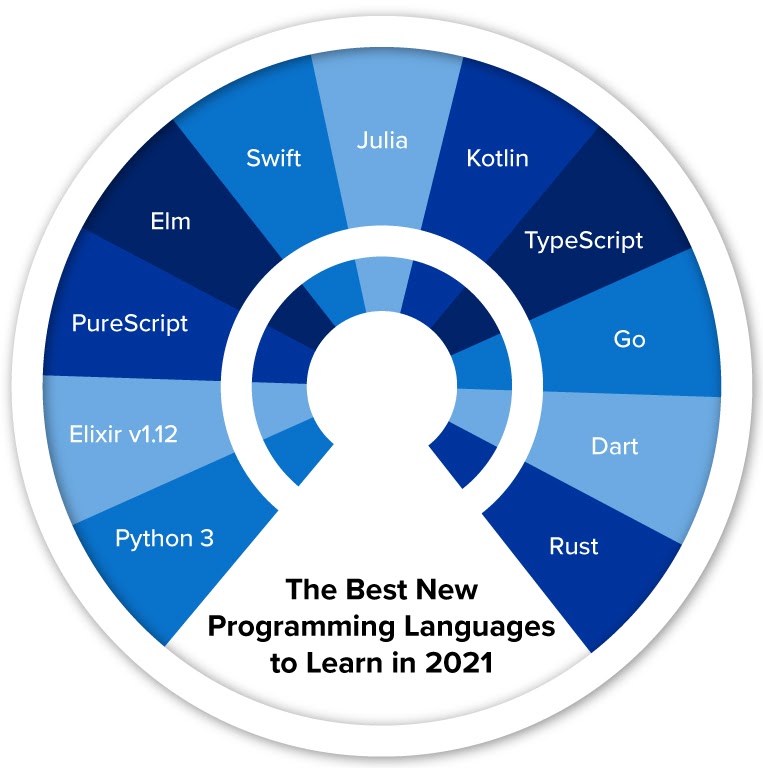 Julia
Swift
Kotlin
Elm
TypeScript
PureScript
Go
Elixir v1.12
Dart
Python 3
Rust
The Best New
Programming Languages
to Learn in 2021